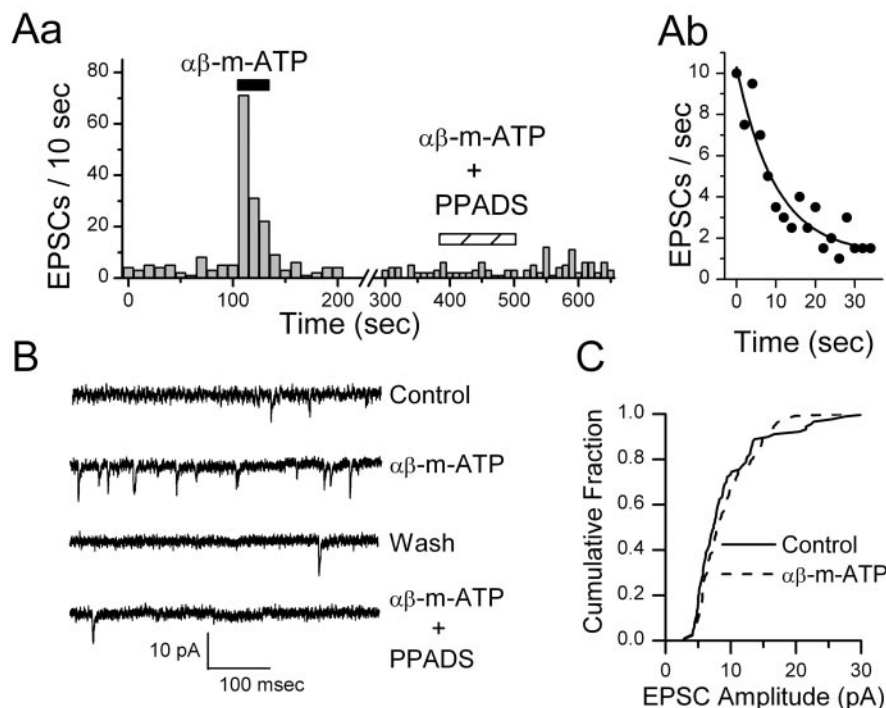 Aa
αβ-m-ATP
αβ-m-ATP
+
PPADS
EPSCs / 10 sec
80
60
40
20
0
0 100 200 300 400 500 600
Time (sec)
Ab
EPSCs / sec
10
8
6
4
2
0
0 10 20 30
Time (sec)
B
Control
αβ-m-ATP
Wash
αβ-m-ATP
+
PPADS
10 pA
100 msec
C
Cumulative Fraction
1.0
0.8
0.6
0.4
0.2
0.0
Control
αβ-m-ATP
0 10 20 30
EPSC Amplitude (pA)